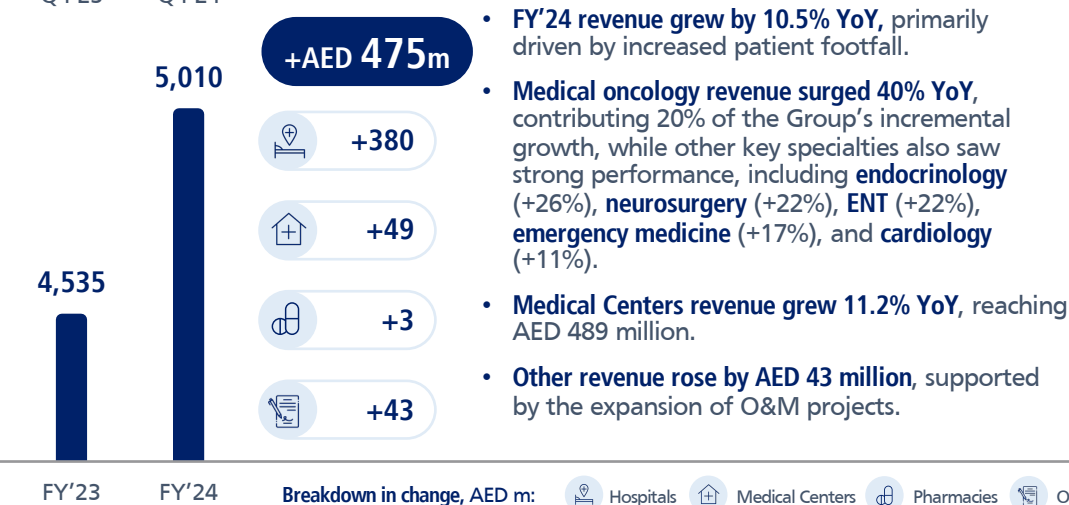 5,010
4,535
FY'23
FY'24
+AED 475m
+380
+49
+3
+43
• FY'24 revenue grew by 10.5% YoY, primarily
driven by increased patient footfall.
• Medical oncology revenue surged 40% YoY,
contributing 20% of the Group's incremental
growth, while other key specialties also saw
strong performance, including endocrinology
(+26%), neurosurgery (+22%), ENT (+22%),
emergency medicine (+17%), and cardiology
(+11%).
• Medical Centers revenue grew 11.2% YoY, reaching
AED 489 million.
• Other revenue rose by AED 43 million, supported
by the expansion of O&M projects.
Breakdown in change, AED m: Hospitals Medical Centers Pharmacies